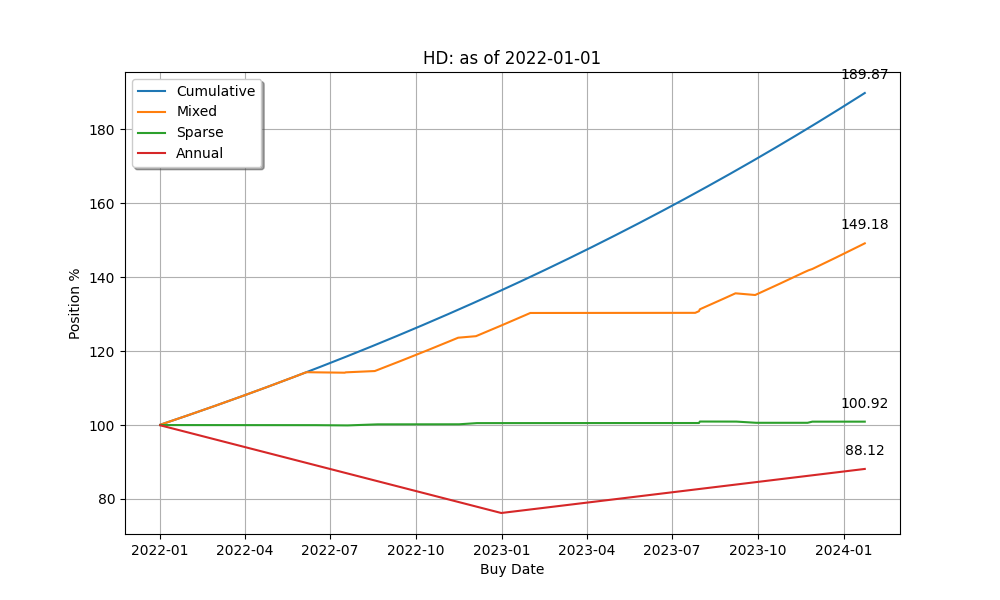 HD: as of 2022-01-01
Cumulative
Mixed
Sparse
Annual
189.87
149.18
100.92
88.12
Position %
180
160
140
120
100
80
2022-01 2022-04 2022-07 2022-10 2023-01 2023-04 2023-07 2023-10 2024-01
Buy Date